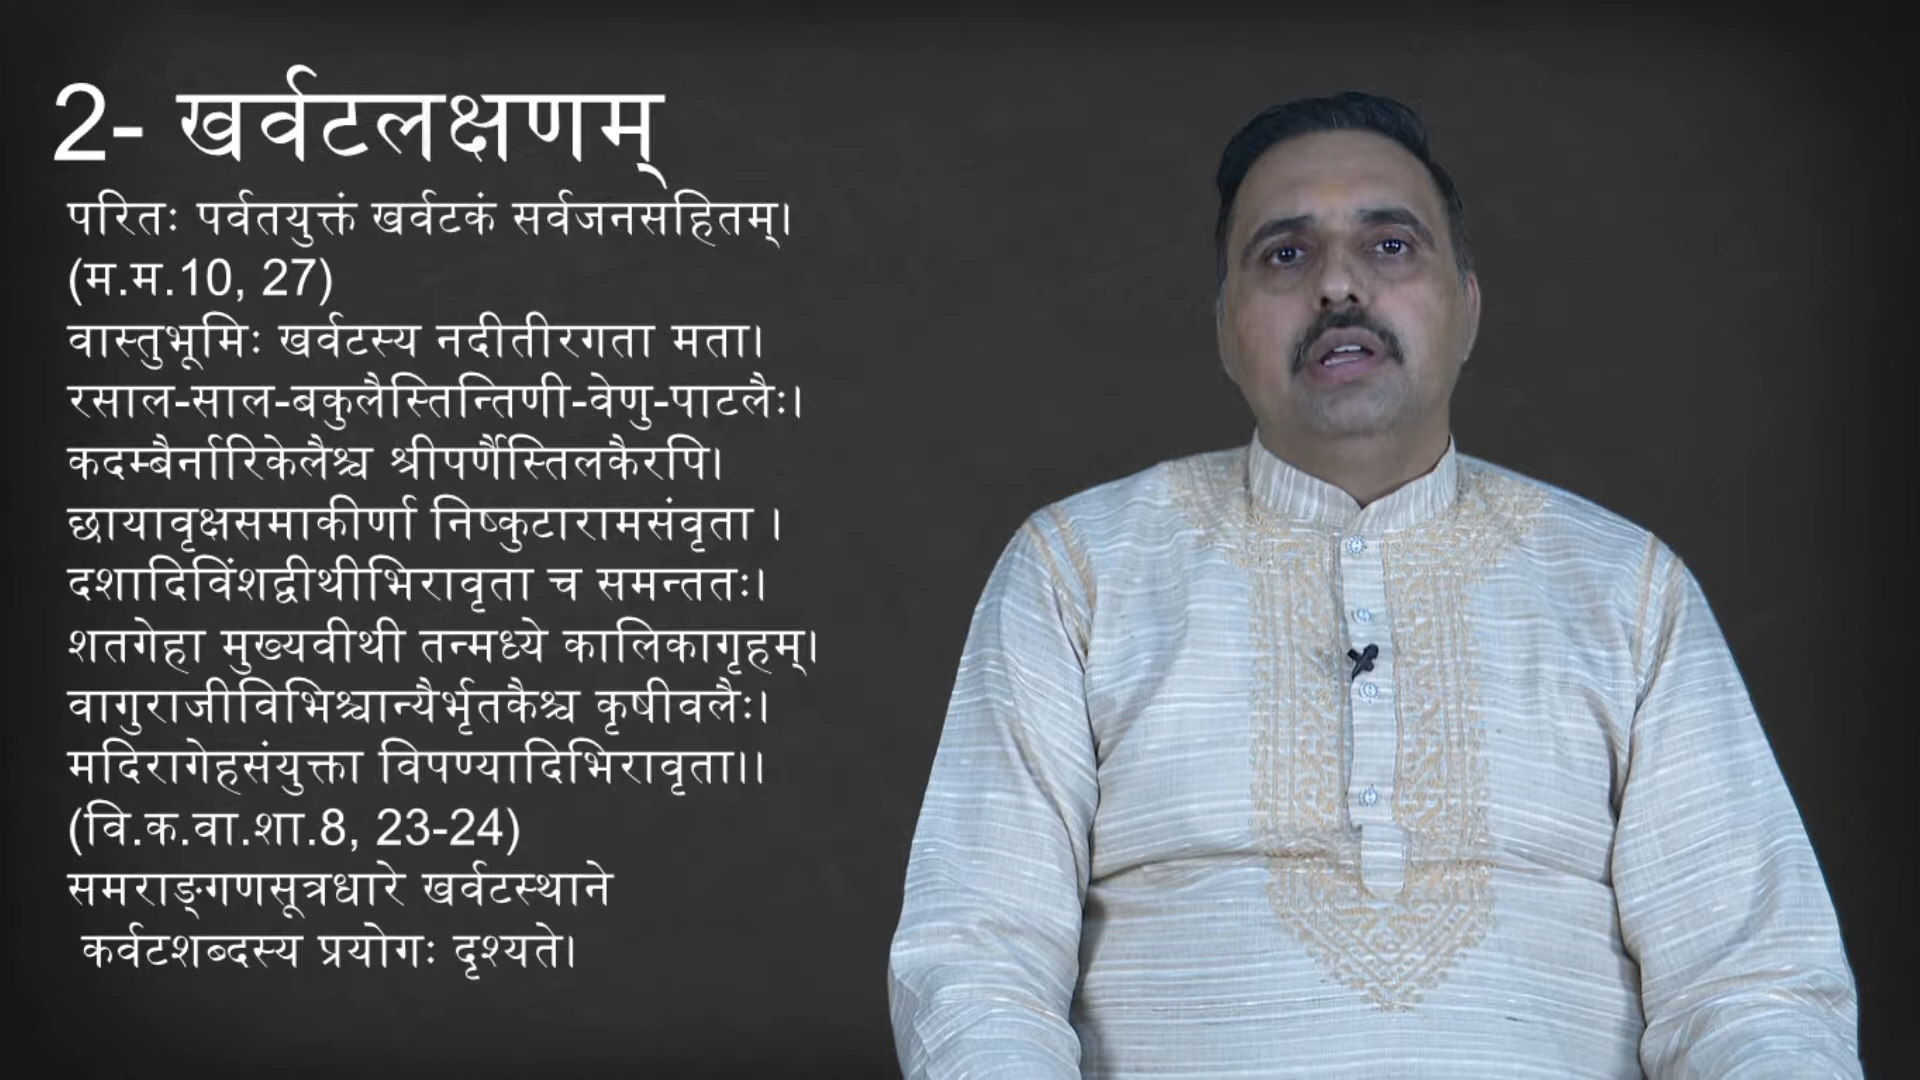 2- खर्वटलक्षणम्
परितः पर्वतयुक्तं खर्वटकं सर्वजनसहितम्।
(म.म.10, 27)
वास्तुभूमिः खर्वटस्य नदीतीरगता मता।
रसाल-साल-बकुलैस्तिन्तिणी-वेणु-पाटलैः।
कदम्बैर्नारिकेलैश्च श्रीपर्णैस्तिलकैरपि।
छायावृक्षसमाकीर्णा निष्कुटारामसंवृता ।
दशादिविंशद्वीथीभिरावृता च समन्ततः।
शतगेहा मुख्यवीथी तन्मध्ये कालिकागृहम्।
वागुराजीविभिश्चान्यैर्भृतकैश्च कृषीवलैः।
मदिरागेहसंयुक्ता विपण्यादिभिरावृता।।
(वि.क.वा.शा.8, 23-24)
समराङ्गणसूत्रधारे खर्वटस्थाने
कर्वटशब्दस्य प्रयोगः दृश्यते।